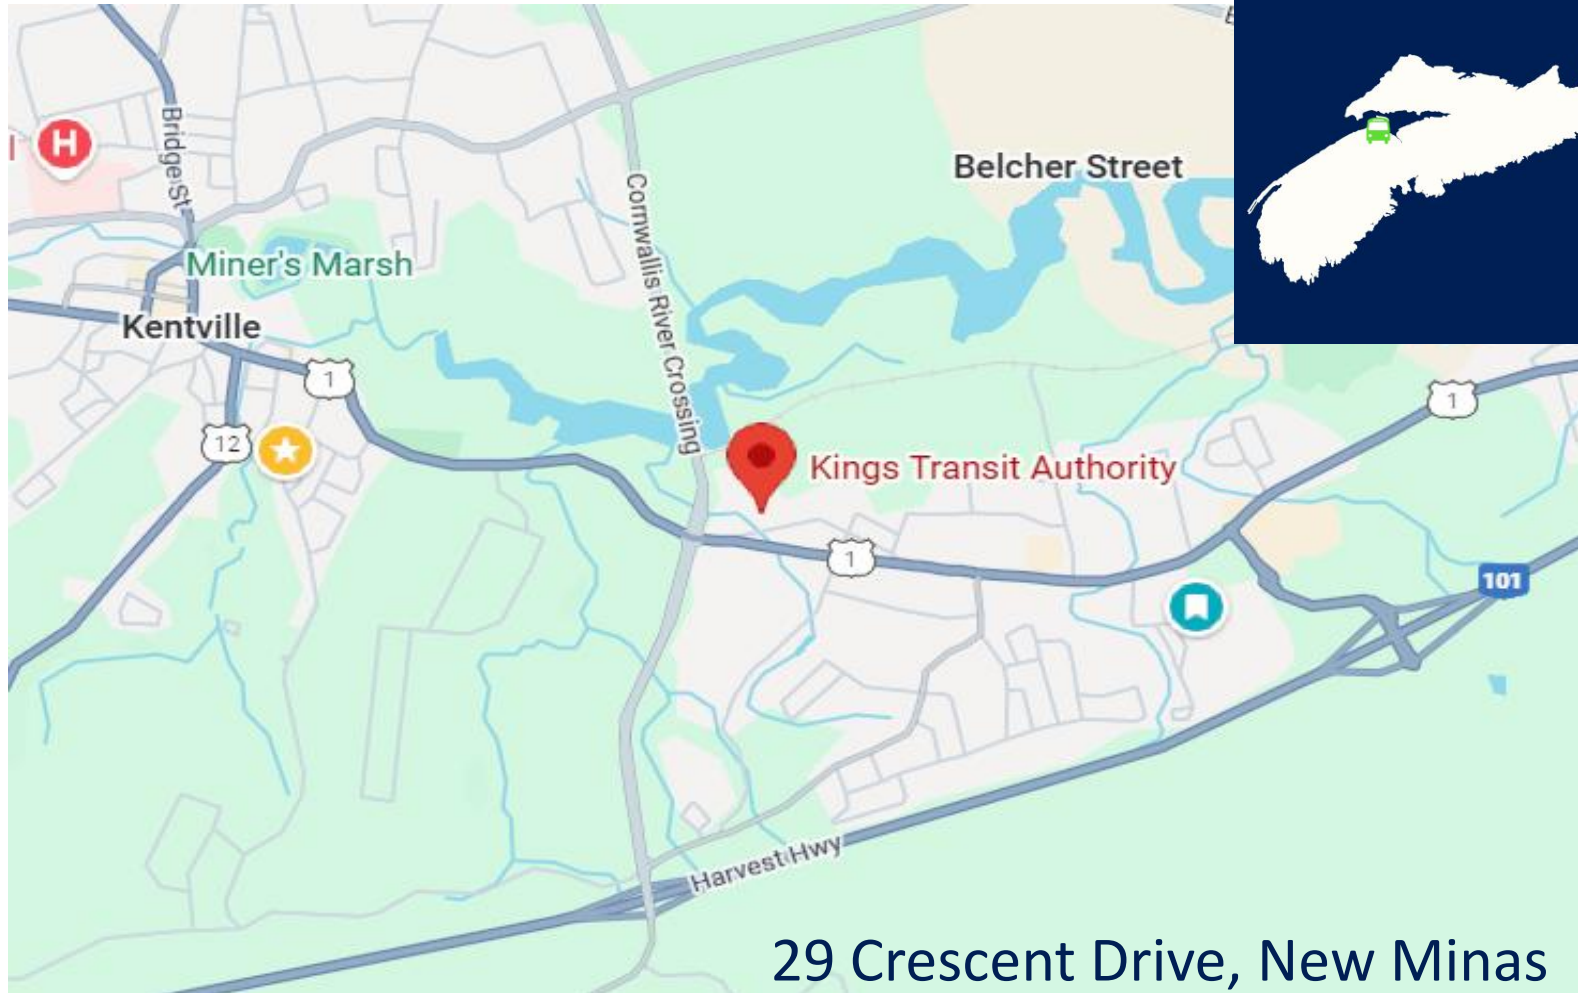 H
Bridge St
Belcher Street
Cornwallis River Crossing
Miner's Marsh
Kentville
1
1
12
Kings Transit Authority
1
101
Harvest Hwy
29 Crescent Drive, New Minas